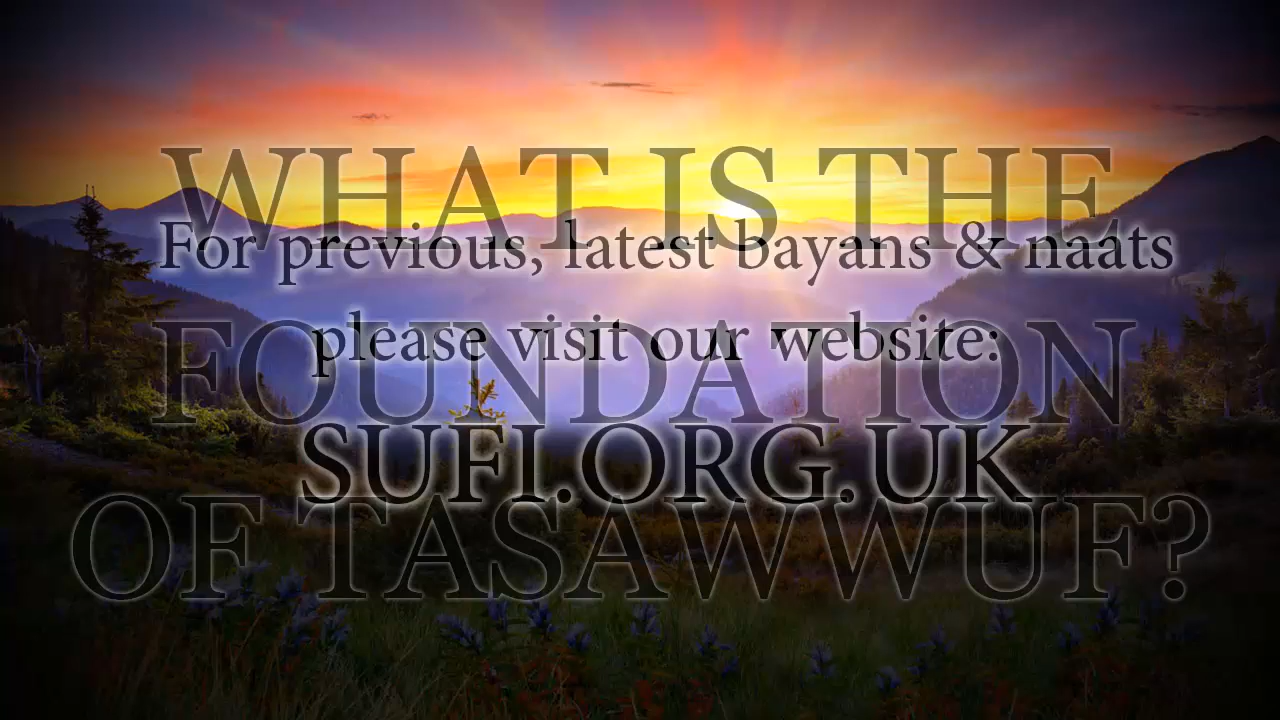 WHAT IS THE
For previous, latest bayans & naats
please visit our website:
FOUNDATION
SUFI.ORG.UK
OF TASAWWUF?